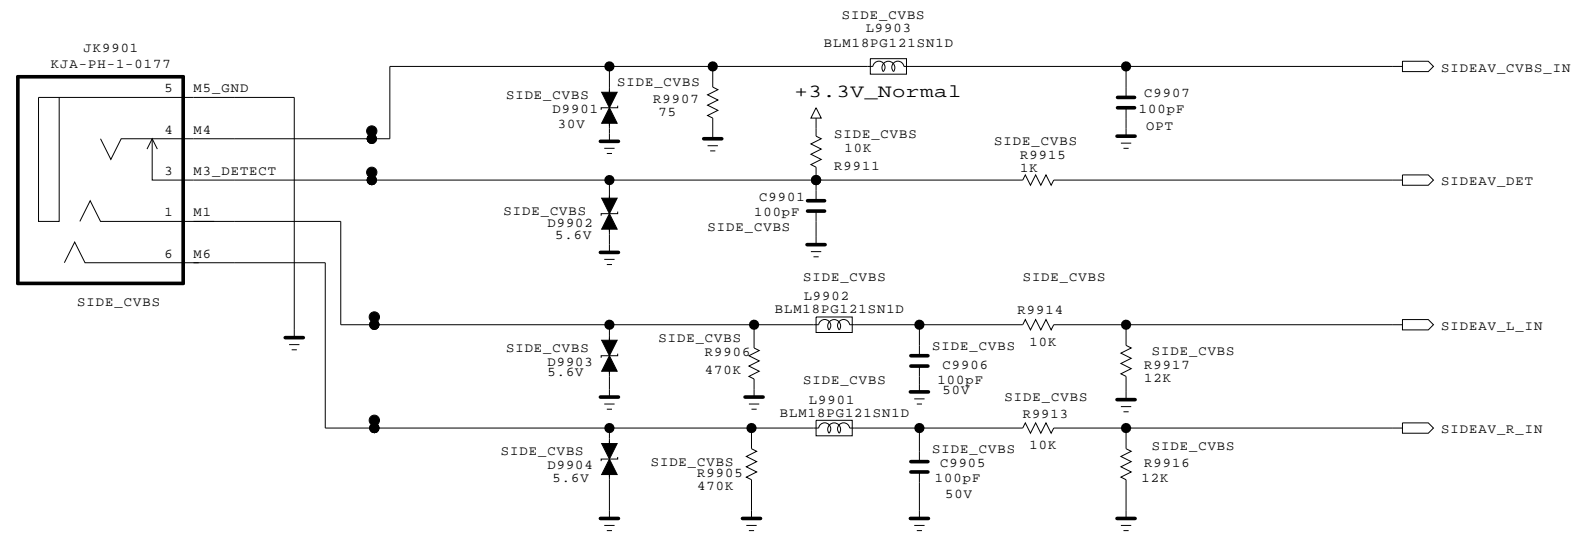 JK9901
KJA-PH-1-0177
5
M5_GND
4
M4
3
M3_DETECT
1
M1
6
M6
SIDE_CVBS
SIDE_CVBS
L9903
BLM18PG121SN1D
SIDE_CVBS
D9901
30V
SIDE_CVBS
R9907
75
+3.3V_Normal
SIDE_CVBS
10K
R9911
C9907
100pF
OPT
SIDEAV_CVBS_IN
SIDE_CVBS
R9915
1K
SIDEAV_DET
SIDE_CVBS
D9902
5.6V
C9901
100pF
SIDE_CVBS
SIDE_CVBS
L9902
BLM18PG121SN1D
SIDE_CVBS
R9914
10K
SIDEAV_L_IN
SIDE_CVBS
D9903
5.6V
SIDE_CVBS
R9906
470K
SIDE_CVBS
C9906
100pF
50V
SIDE_CVBS
R9917
12K
SIDE_CVBS
L9901
BLM18PG121SN1D
SIDE_CVBS
R9913
10K
SIDEAV_R_IN
SIDE_CVBS
D9904
5.6V
SIDE_CVBS
R9905
470K
SIDE_CVBS
C9905
100pF
50V
SIDE_CVBS
R9916
12K